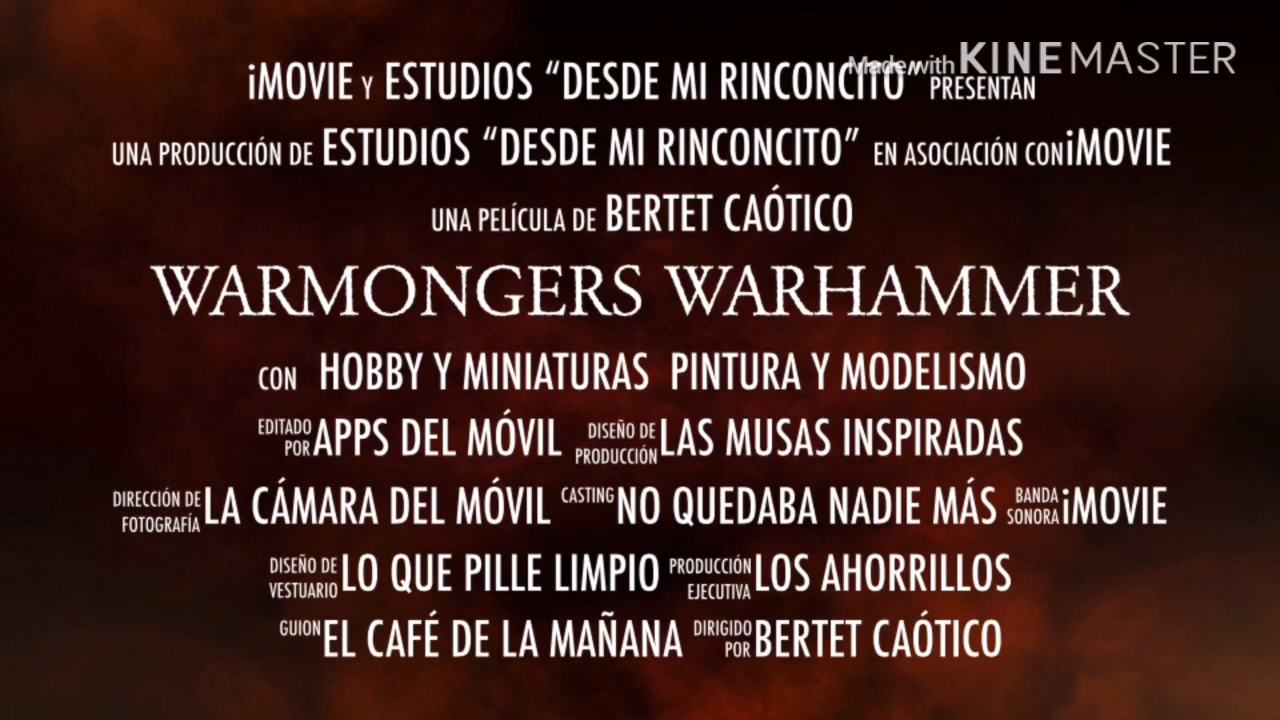 Made with KINEMASTER
iMOVIE Y ESTUDIOS “DESDE MI RINCONCITO” PRESENTAN
UNA PRODUCCIÓN DE ESTUDIOS “DESDE MI RINCONCITO” EN ASOCIACIÓN CON iMOVIE
UNA PELÍCULA DE BERTET CAÓTICO
WARMONGERS WARHAMMER
CON HOBBY Y MINIATURAS PINTURA Y MODELISMO
EDITADO POR APPS DEL MÓVIL DISEÑO DE PRODUCCIÓN LAS MUSAS INSPIRADAS
DIRECCIÓN DE FOTOGRAFÍA LA CÁMARA DEL MÓVIL CASTING NO QUEDABA NADIE MÁS BANDA SONORA iMOVIE
DISEÑO DE VESTUARIO LO QUE PILLE LIMPIO PRODUCCIÓN EJECUTIVA LOS AHORRILLOS
GUION EL CAFÉ DE LA MAÑANA DIRIGIDO POR BERTET CAÓTICO